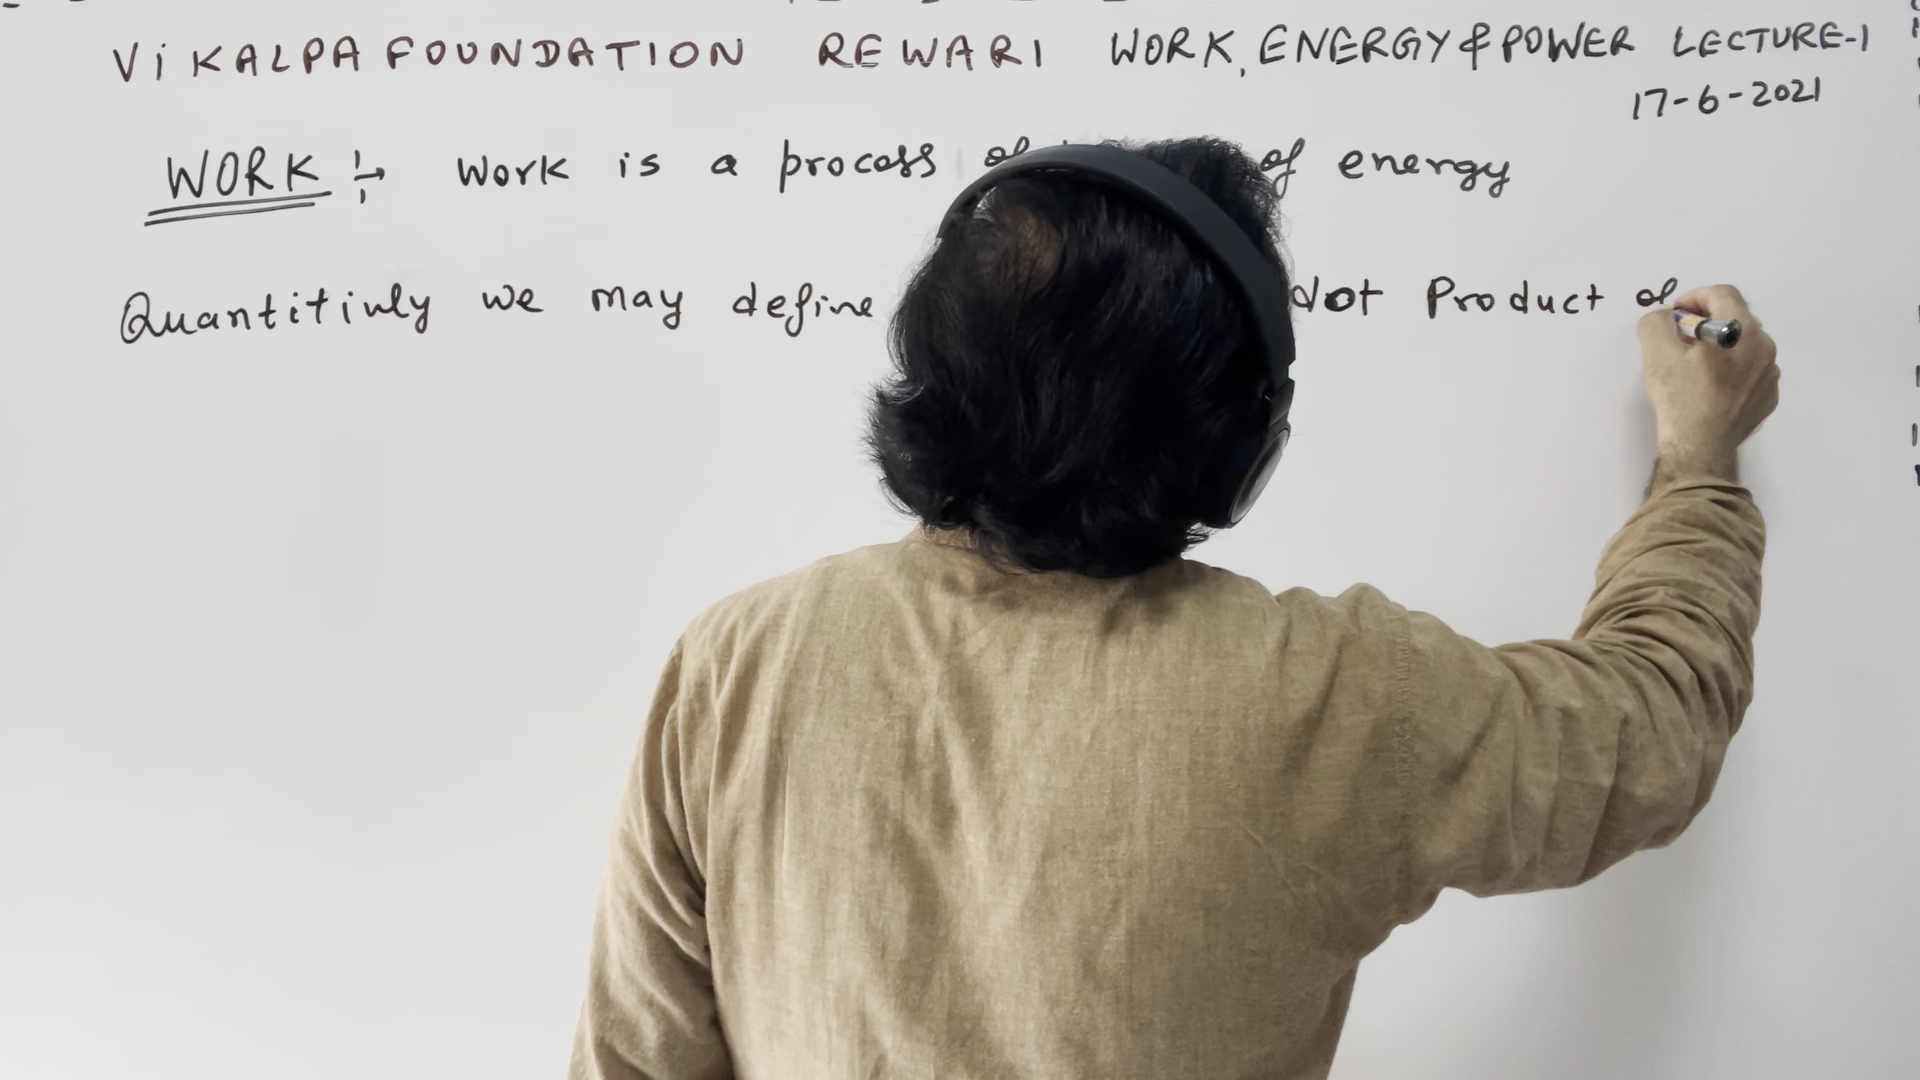 ViKALPA FOUNDATION REWARI WORK, ENERGY & POWER LECTURE-1
17-6-2021
WORK :→ Work is a process of of energy
Quantitivly we may define dot Product of